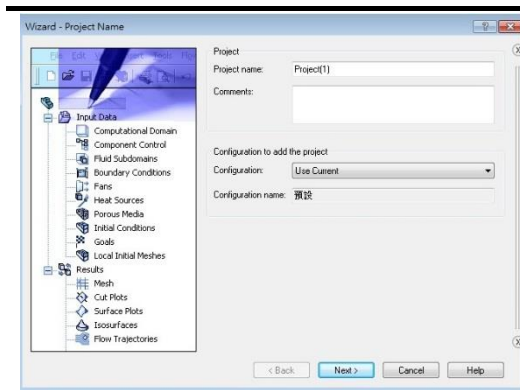 Wizard - Project Name
Input Data
Computational Domain
Component Control
Fluid Subdomains
Boundary Conditions
Fans
Heat Sources
Porous Media
Initial Conditions
Goals
Local Initial Meshes
Results
Mesh
Cut Plots
Surface Plots
Isosurfaces
Flow Trajectories
Project
Project name: Project(1)
Comments:
Configuration to add the project
Configuration: Use Current
Configuration name: 預設
< Back Next > Cancel Help